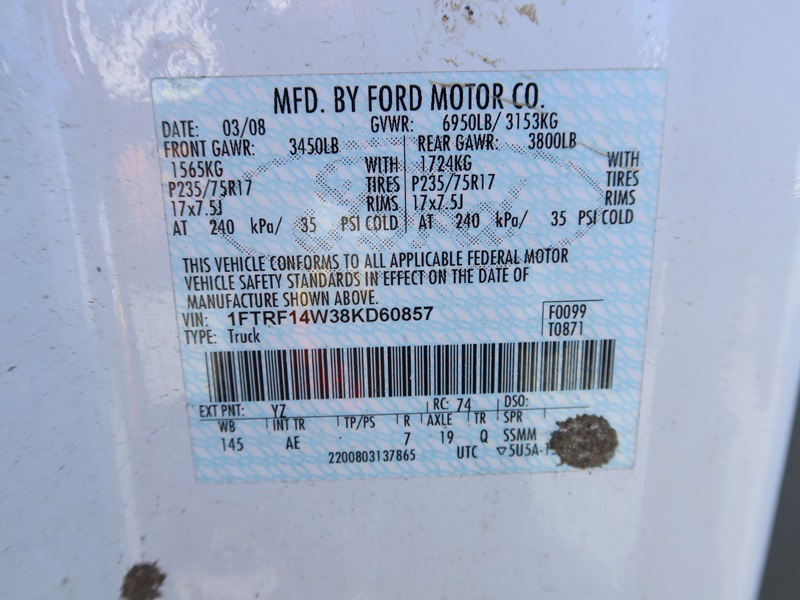 MFD. BY FORD MOTOR CO.
DATE: 03/08 GVWR: 6950LB/ 3153KG
FRONT GAWR: 3450LB REAR GAWR: 3800LB
1565KG WITH 1724KG WITH
P235/75R17 TIRES P235/75R17 TIRES
17x7.5J RIMS 17x7.5J RIMS
AT 240 kPa/ 35 PSI COLD AT 240 kPa/ 35 PSI COLD
THIS VEHICLE CONFORMS TO ALL APPLICABLE FEDERAL MOTOR
VEHICLE SAFETY STANDARDS IN EFFECT ON THE DATE OF
MANUFACTURE SHOWN ABOVE.
VIN: 1FTRF14W38KD60857 F0099
TYPE: Truck T0871
EXT PNT: YZ RC: 74 DSO:
WB INT TR TP/PS R AXLE TR SPR
145 AE 7 19 Q SSMM
2200803137865 UTC ▽5U5A-